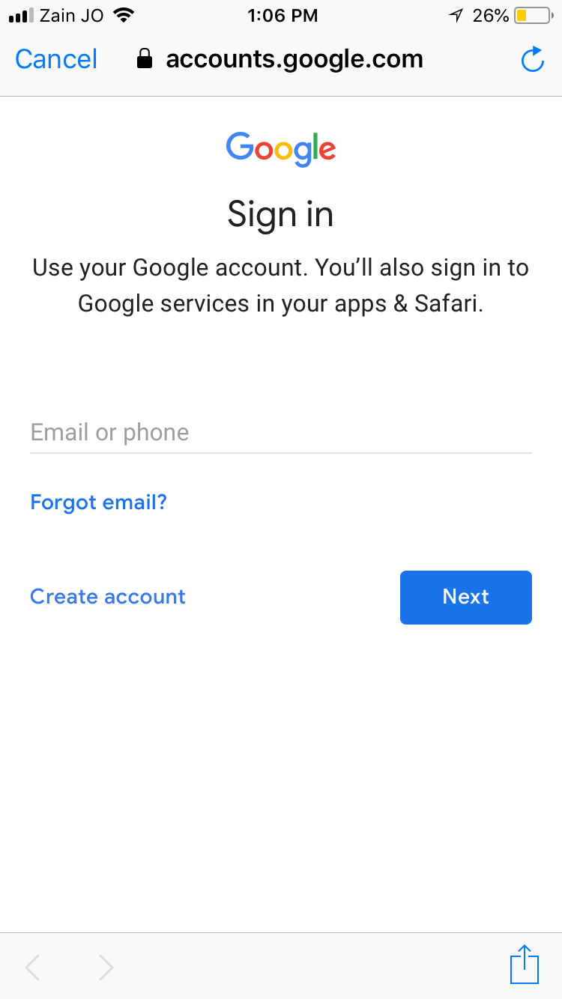 Zain JO 1:06 PM 26%
Cancel accounts.google.com
Google
Sign in
Use your Google account. You’ll also sign in to
Google services in your apps & Safari.
Email or phone
Forgot email?
Create account Next